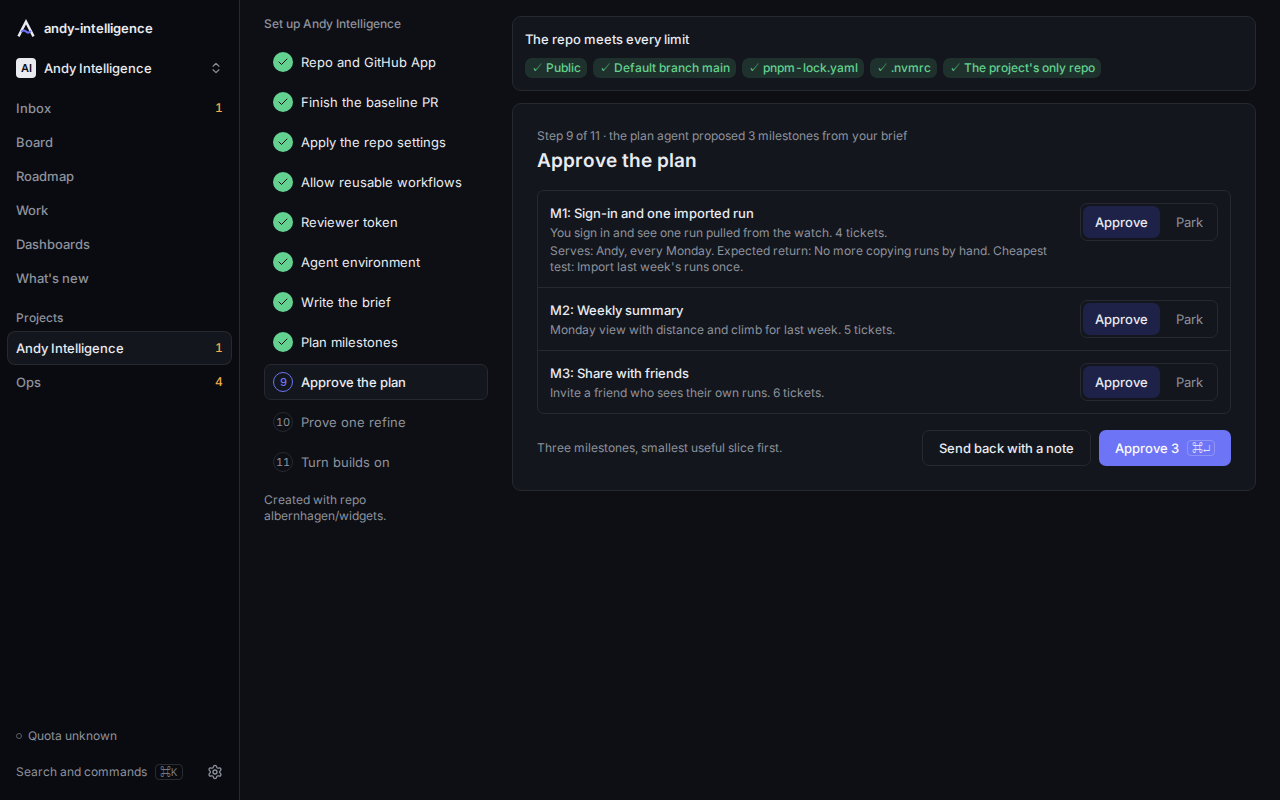 andy-intelligence
AI Andy Intelligence
Inbox 1
Board
Roadmap
Work
Dashboards
What's new
Projects
Andy Intelligence 1
Ops 4
Quota unknown
Search and commands ⌘K
Set up Andy Intelligence
Repo and GitHub App
Finish the baseline PR
Apply the repo settings
Allow reusable workflows
Reviewer token
Agent environment
Write the brief
Plan milestones
9 Approve the plan
10 Prove one refine
11 Turn builds on
Created with repo
albernhagen/widgets.
The repo meets every limit
✓ Public ✓ Default branch main ✓ pnpm-lock.yaml ✓ .nvmrc ✓ The project's only repo
Step 9 of 11 · the plan agent proposed 3 milestones from your brief
Approve the plan
M1: Sign-in and one imported run
You sign in and see one run pulled from the watch. 4 tickets.
Serves: Andy, every Monday. Expected return: No more copying runs by hand. Cheapest
test: Import last week's runs once.
Approve Park
M2: Weekly summary
Monday view with distance and climb for last week. 5 tickets.
Approve Park
M3: Share with friends
Invite a friend who sees their own runs. 6 tickets.
Approve Park
Three milestones, smallest useful slice first.
Send back with a note
Approve 3 ⌘↵